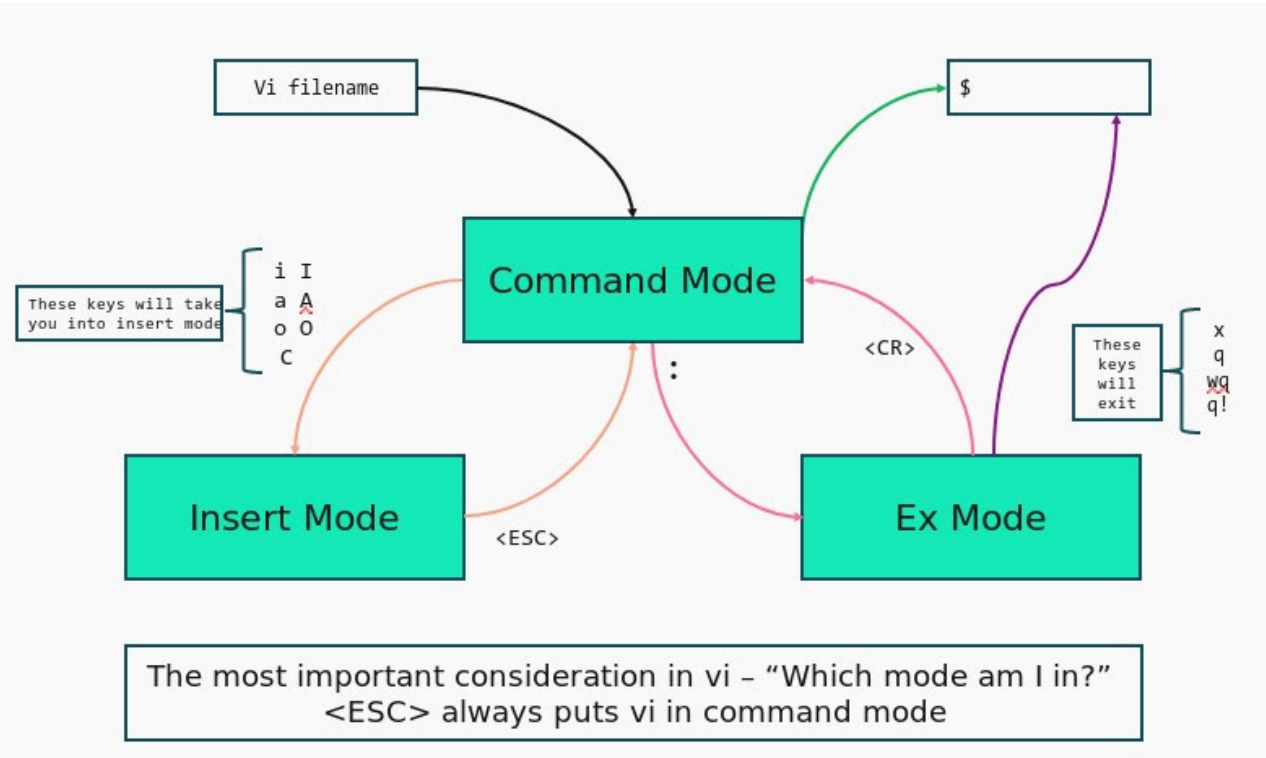 Vi filename
$
Command Mode
These keys will take
you into insert mode
i I
a A
o O
C
:
<CR>
These
keys
will
exit
x
q
wq
q!
Insert Mode
<ESC>
Ex Mode
The most important consideration in vi – “Which mode am I in?”
<ESC> always puts vi in command mode